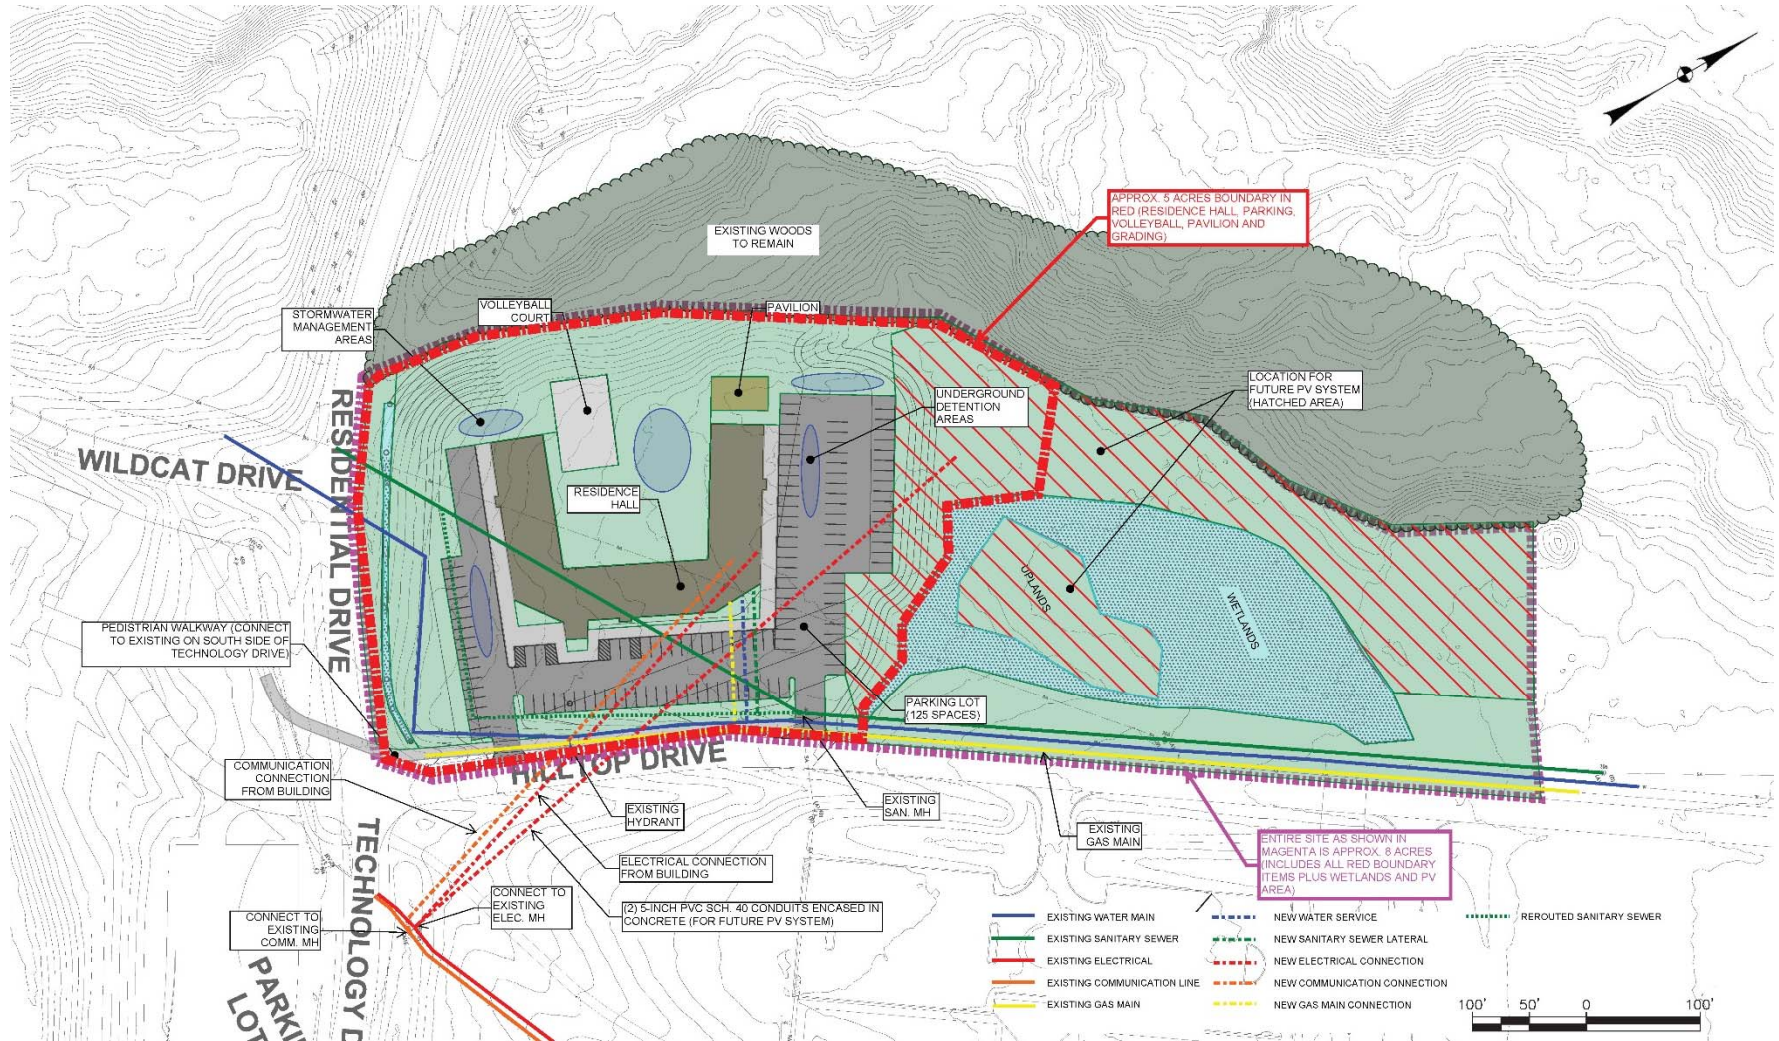 APPROX. 5 ACRES BOUNDARY IN
RED (RESIDENCE HALL, PARKING,
VOLLEYBALL, PAVILION AND
GRADING)
EXISTING WOODS
TO REMAIN
STORMWATER
MANAGEMENT
AREAS
VOLLEYBALL
COURT
PAVILION
UNDERGROUND
DETENTION
AREAS
LOCATION FOR
FUTURE PV SYSTEM
(HATCHED AREA)
WILDCAT DRIVE
RESIDENTIAL DRIVE
RESIDENCE
HALL
UPLANDS
WETLANDS
PEDISTRIAN WALKWAY (CONNECT
TO EXISTING ON SOUTH SIDE OF
TECHNOLOGY DRIVE)
PARKING LOT
(125 SPACES)
HILLTOP DRIVE
COMMUNICATION
CONNECTION
FROM BUILDING
EXISTING
HYDRANT
EXISTING
SAN. MH
EXISTING
GAS MAIN
ENTIRE SITE AS SHOWN IN
MAGENTA IS APPROX. 8 ACRES
(INCLUDES ALL RED BOUNDARY
ITEMS PLUS WETLANDS AND PV
AREA)
ELECTRICAL CONNECTION
FROM BUILDING
CONNECT TO
EXISTING
ELEC. MH
(2) 5-INCH PVC SCH. 40 CONDUITS ENCASED IN
CONCRETE (FOR FUTURE PV SYSTEM)
CONNECT TO
EXISTING
COMM. MH
TECHNOLOGY D
PARKI
LOT
EXISTING WATER MAIN
EXISTING SANITARY SEWER
EXISTING ELECTRICAL
EXISTING COMMUNICATION LINE
EXISTING GAS MAIN
NEW WATER SERVICE
NEW SANITARY SEWER LATERAL
NEW ELECTRICAL CONNECTION
NEW COMMUNICATION CONNECTION
NEW GAS MAIN CONNECTION
REROUTED SANITARY SEWER
100' 50' 0 100'